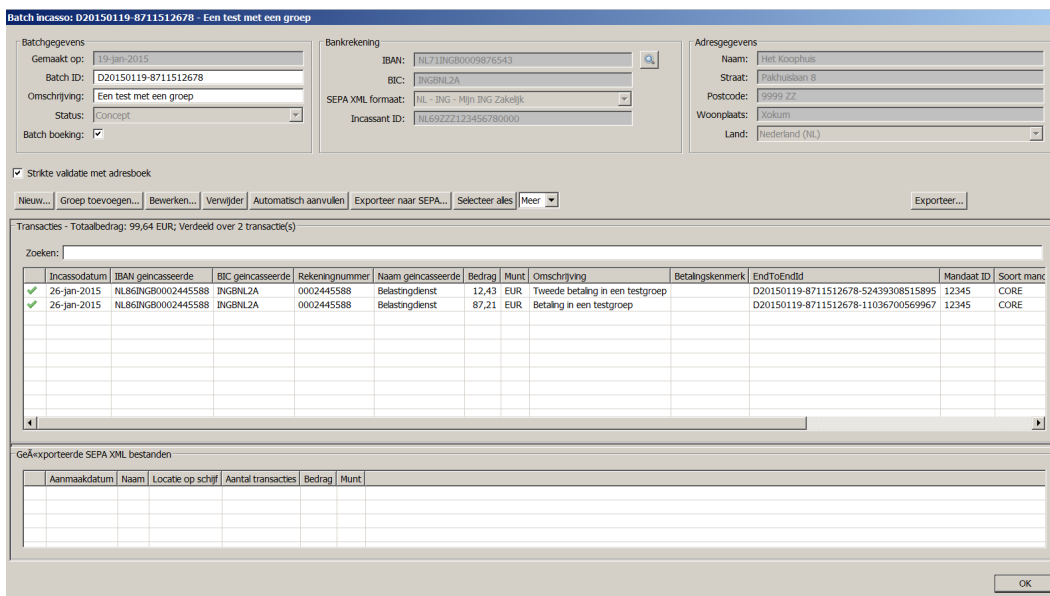 Batch incasso: D20150119-8711512678 - Een test met een groep
Batchgegevens
Gemaakt op: 19-jan-2015
Batch ID: D20150119-8711512678
Omschrijving: Een test met een groep
Status: Concept
Batch boeking:
Bankrekening
IBAN: NL71INGB0009876543
BIC: INGBNL2A
SEPA XML formaat: NL - ING - Mijn ING Zakelijk
Incassant ID: NL69ZZZ123456780000
Adresgegevens
Naam: Het Koophuis
Straat: Pakhuislaan 8
Postcode: 9999 ZZ
Woonplaats: Xokum
Land: Nederland (NL)
Strikte validatie met adresboek
Nieuw... Groep toevoegen... Bewerken... Verwijder Automatisch aanvullen Exporteer naar SEPA... Selecteer alles Meer Exporteer...
Transacties - Totaalbedrag: 99,64 EUR; Verdeeld over 2 transactie(s)
Zoeken:
Incassodatum IBAN geincasseerde BIC geincasseerde Rekeningnummer Naam geincasseerde Bedrag Munt Omschrijving Betalingskenmerk EndToEndId Mandaat ID Soort manc
26-jan-2015 NL86INGB0002445588 INGBNL2A 0002445588 Belastingdienst 12,43 EUR Tweede betaling in een testgroep D20150119-8711512678-52439308515895 12345 CORE
26-jan-2015 NL86INGB0002445588 INGBNL2A 0002445588 Belastingdienst 87,21 EUR Betaling in een testgroep D20150119-8711512678-11036700569967 12345 CORE
GeÃ«xporteerde SEPA XML bestanden
Aanmaakdatum Naam Locatie op schijf Aantal transacties Bedrag Munt
OK